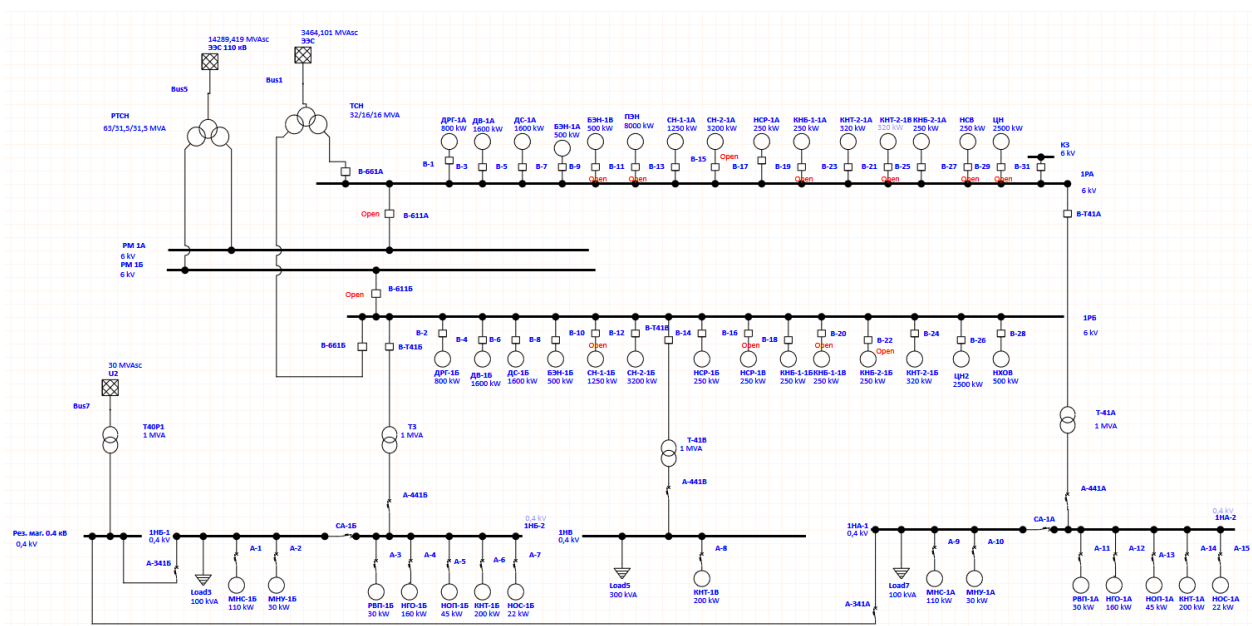 14289,419 MVAsc
ЭЭС 110 кВ
3464,101 MVAsc
ЭЭС
Bus5
Bus1
РТСН
63/31,5/31,5 MVA
ТСН
32/16/16 MVA
ДРГ-1А
800 kW
ДВ-1А
1600 kW
ДС-1А
1600 kW
БЭН-1А
500 kW
БЭН-1В
500 kW
ПЭН
8000 kW
СН-1-1А
1250 kW
СН-2-1А
3200 kW
НСР-1А
250 kW
КНБ-1-1А
250 kW
КНТ-2-1А
320 kW
КНТ-2-1В
320 kW
КНБ-2-1А
250 kW
НСВ
250 kW
ЦН
2500 kW
КЗ
6 kV
В-661А
В-1
В-3
В-5
В-7
В-9
В-11
Open
В-13
Open
В-15
Open
В-17
В-19
Open
В-23
В-21
В-25
Open
В-27
В-29
Open
В-31
Open
1РА
6 kV
Open
В-611А
В-Т41А
РМ 1А
6 kV
РМ 1Б
6 kV
Open
В-611Б
1РБ
6 kV
В-661Б
В-Т41Б
В-2
В-4
В-6
В-8
В-10
Open
В-12
В-Т41В
В-14
В-16
Open
В-18
В-20
Open
В-22
Open
В-24
В-26
В-28
ДРГ-1Б
800 kW
ДВ-1Б
1600 kW
ДС-1Б
1600 kW
БЭН-1Б
500 kW
СН-1-1Б
1250 kW
СН-2-1Б
3200 kW
НСР-1Б
250 kW
НСР-1В
250 kW
КНБ-1-1Б
250 kW
КНБ-1-1В
250 kW
КНБ-2-1Б
250 kW
КНТ-2-1Б
320 kW
ЦН2
2500 kW
НХОВ
500 kW
30 MVAsc
U2
Bus7
Т40Р1
1 MVA
Т3
1 MVA
Т-41В
1 MVA
Т-41А
1 MVA
А-441Б
А-441В
А-441А
Рез. маг. 0.4 кВ
0,4 kV
1НБ-1
0,4 kV
СА-1Б
0,4 kV
1НБ-2
1НВ
0,4 kV
1НА-1
0,4 kV
СА-1А
0,4 kV
1НА-2
А-341Б
А-1
А-2
А-3
А-4
А-5
А-6
А-7
А-8
А-9
А-10
А-11
А-12
А-13
А-14
А-15
Load3
100 kVA
МНС-1Б
110 kW
МНУ-1Б
30 kW
РВП-1Б
30 kW
НГО-1Б
160 kW
НОП-1Б
45 kW
КНТ-1Б
200 kW
НОС-1Б
22 kW
Load5
300 kVA
КНТ-1В
200 kW
А-341А
Load7
100 kVA
МНС-1А
110 kW
МНУ-1А
30 kW
РВП-1А
30 kW
НГО-1А
160 kW
НОП-1А
45 kW
КНТ-1А
200 kW
НОС-1А
22 kW